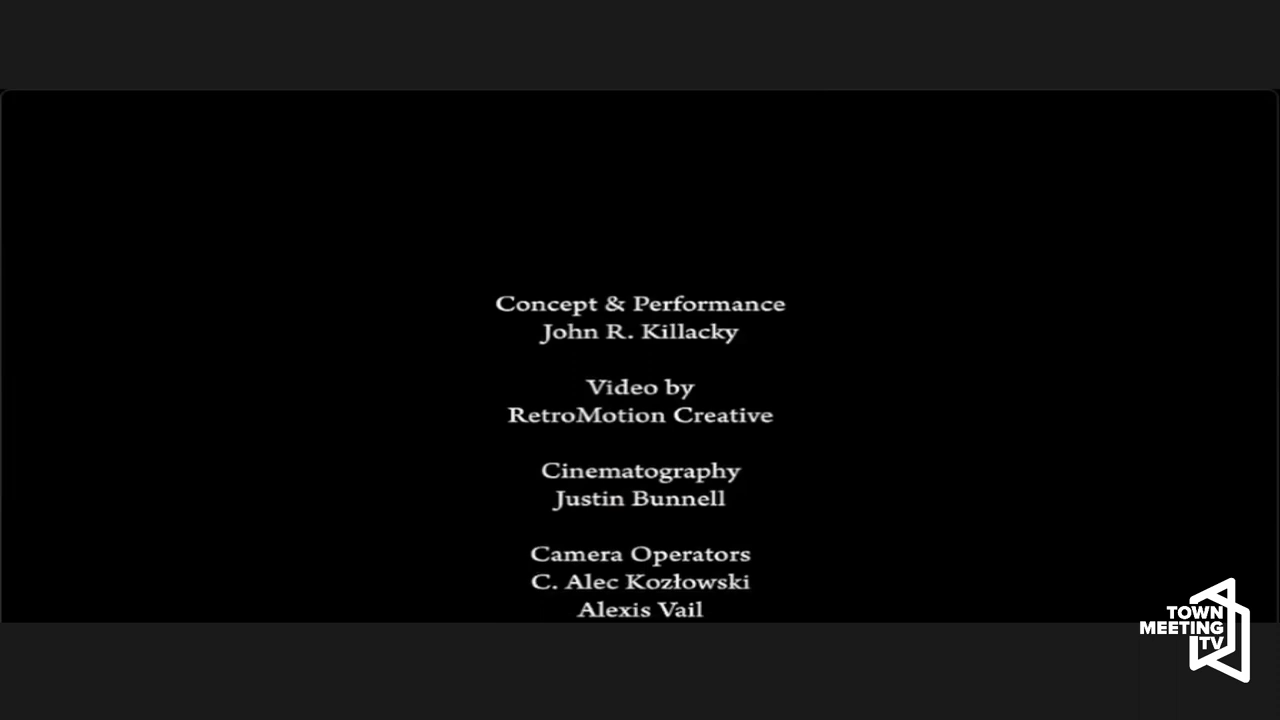 Concept & Performance
John R. Killacky
Video by
RetroMotion Creative
Cinematography
Justin Bunnell
Camera Operators
C. Alec Kozłowski
Alexis Vail
TOWN
MEETING
TV